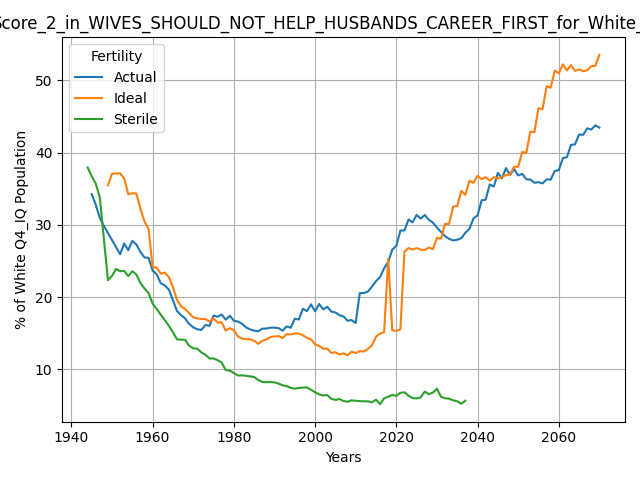 Score_2_in_WIVES_SHOULD_NOT_HELP_HUSBANDS_CAREER_FIRST_for_White_
Fertility
Actual
Ideal
Sterile
% of White Q4_IQ Population
50
40
30
20
10
1940 1960 1980 2000 2020 2040 2060
Years